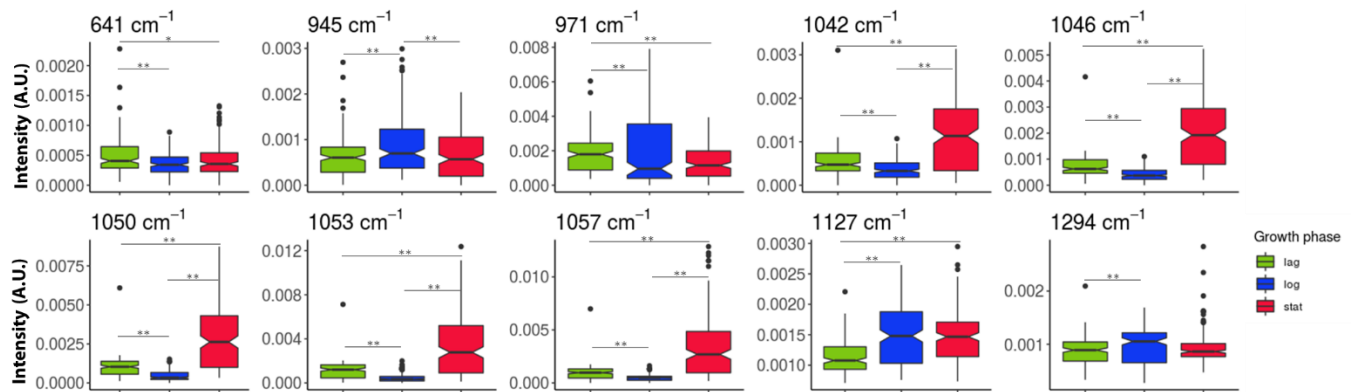 641 cm⁻¹ 945 cm⁻¹ 971 cm⁻¹ 1042 cm⁻¹ 1046 cm⁻¹
* ** ** ** ** ** ** ** ** ** ** ** **
Intensity (A.U.)
0.0020 0.0015 0.0010 0.0005 0.0000
0.003 0.002 0.001 0.000
0.008 0.006 0.004 0.002 0.000
0.003 0.002 0.001 0.000
0.005 0.004 0.003 0.002 0.001 0.000
1050 cm⁻¹ 1053 cm⁻¹ 1057 cm⁻¹ 1127 cm⁻¹ 1294 cm⁻¹
** ** ** ** ** ** ** ** ** ** ** **
Intensity (A.U.)
0.0075 0.0050 0.0025 0.0000
0.012 0.008 0.004 0.000
0.010 0.005 0.000
0.0030 0.0025 0.0020 0.0015 0.0010
0.002 0.001
Growth phase
lag
log
stat